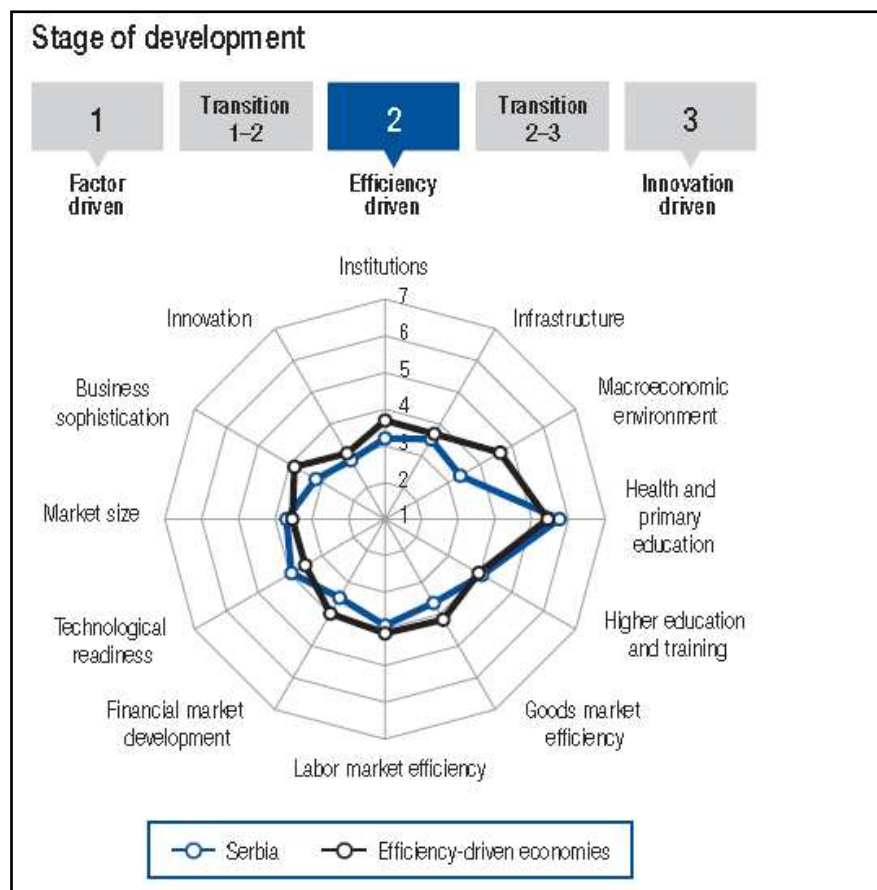 Stage of development
1
Transition
1–2
2
Transition
2–3
3
Factor
driven
Efficiency
driven
Innovation
driven
Institutions
Infrastructure
Macroeconomic
environment
Health and
primary
education
Higher education
and training
Goods market
efficiency
Labor market efficiency
Financial market
development
Technological
readiness
Market size
Business
sophistication
Innovation
7
6
5
4
3
2
1
Serbia
Efficiency-driven economies